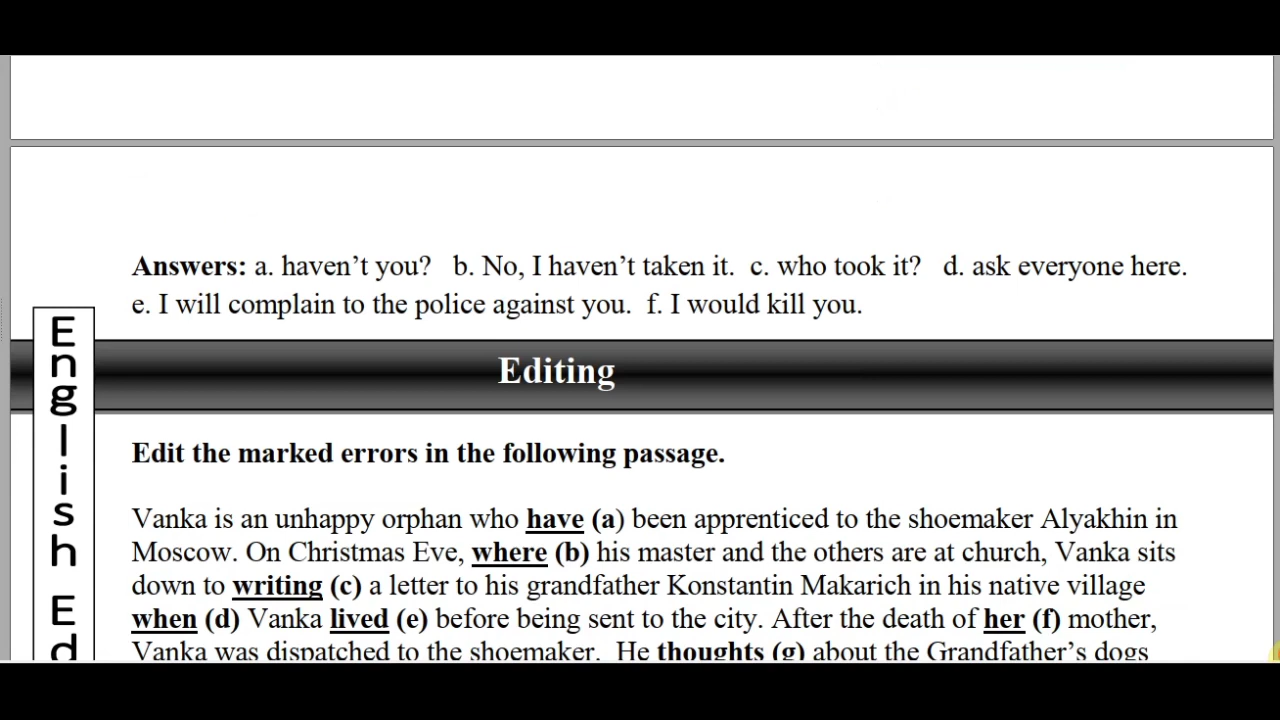 Answers: a. haven’t you?   b. No, I haven’t taken it.  c. who took it?   d. ask everyone here.
e. I will complain to the police against you.  f. I would kill you.
Editing
English Ed
Edit the marked errors in the following passage.
Vanka is an unhappy orphan who have (a) been apprenticed to the shoemaker Alyakhin in
Moscow. On Christmas Eve, where (b) his master and the others are at church, Vanka sits
down to writing (c) a letter to his grandfather Konstantin Makarich in his native village
when (d) Vanka lived (e) before being sent to the city. After the death of her (f) mother,
Vanka was dispatched to the shoemaker.  He thoughts (g) about the Grandfather’s dogs